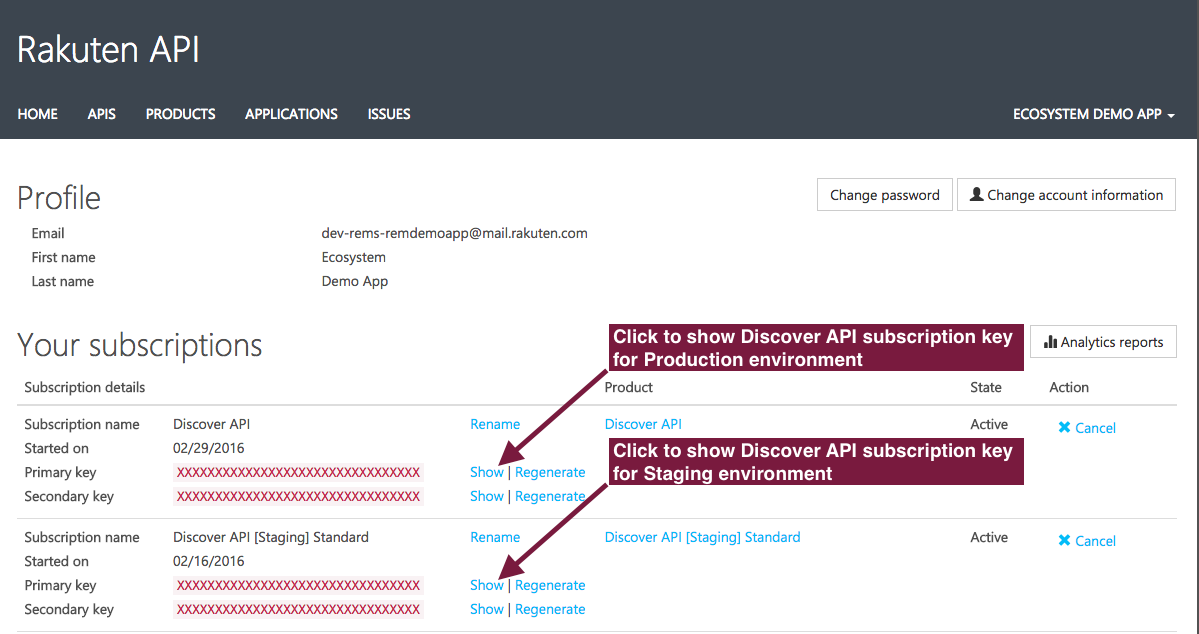 Rakuten API
HOME APIS PRODUCTS APPLICATIONS ISSUES ECOSYSTEM DEMO APP
Profile
Change password Change account information
Email dev-rems-remdemoapp@mail.rakuten.com
First name Ecosystem
Last name Demo App
Your subscriptions
Click to show Discover API subscription key
for Production environment
Analytics reports
Subscription details Product State Action
Subscription name Discover API Rename Discover API Active Cancel
Started on 02/29/2016
Click to show Discover API subscription key
for Staging environment
Primary key XXXXXXXXXXXXXXXXXXXXXXXXXXXXXXXX Show | Regenerate
Secondary key XXXXXXXXXXXXXXXXXXXXXXXXXXXXXXXX Show | Regenerate
Subscription name Discover API [Staging] Standard Rename Discover API [Staging] Standard Active Cancel
Started on 02/16/2016
Primary key XXXXXXXXXXXXXXXXXXXXXXXXXXXXXXXX Show | Regenerate
Secondary key XXXXXXXXXXXXXXXXXXXXXXXXXXXXXXXX Show | Regenerate